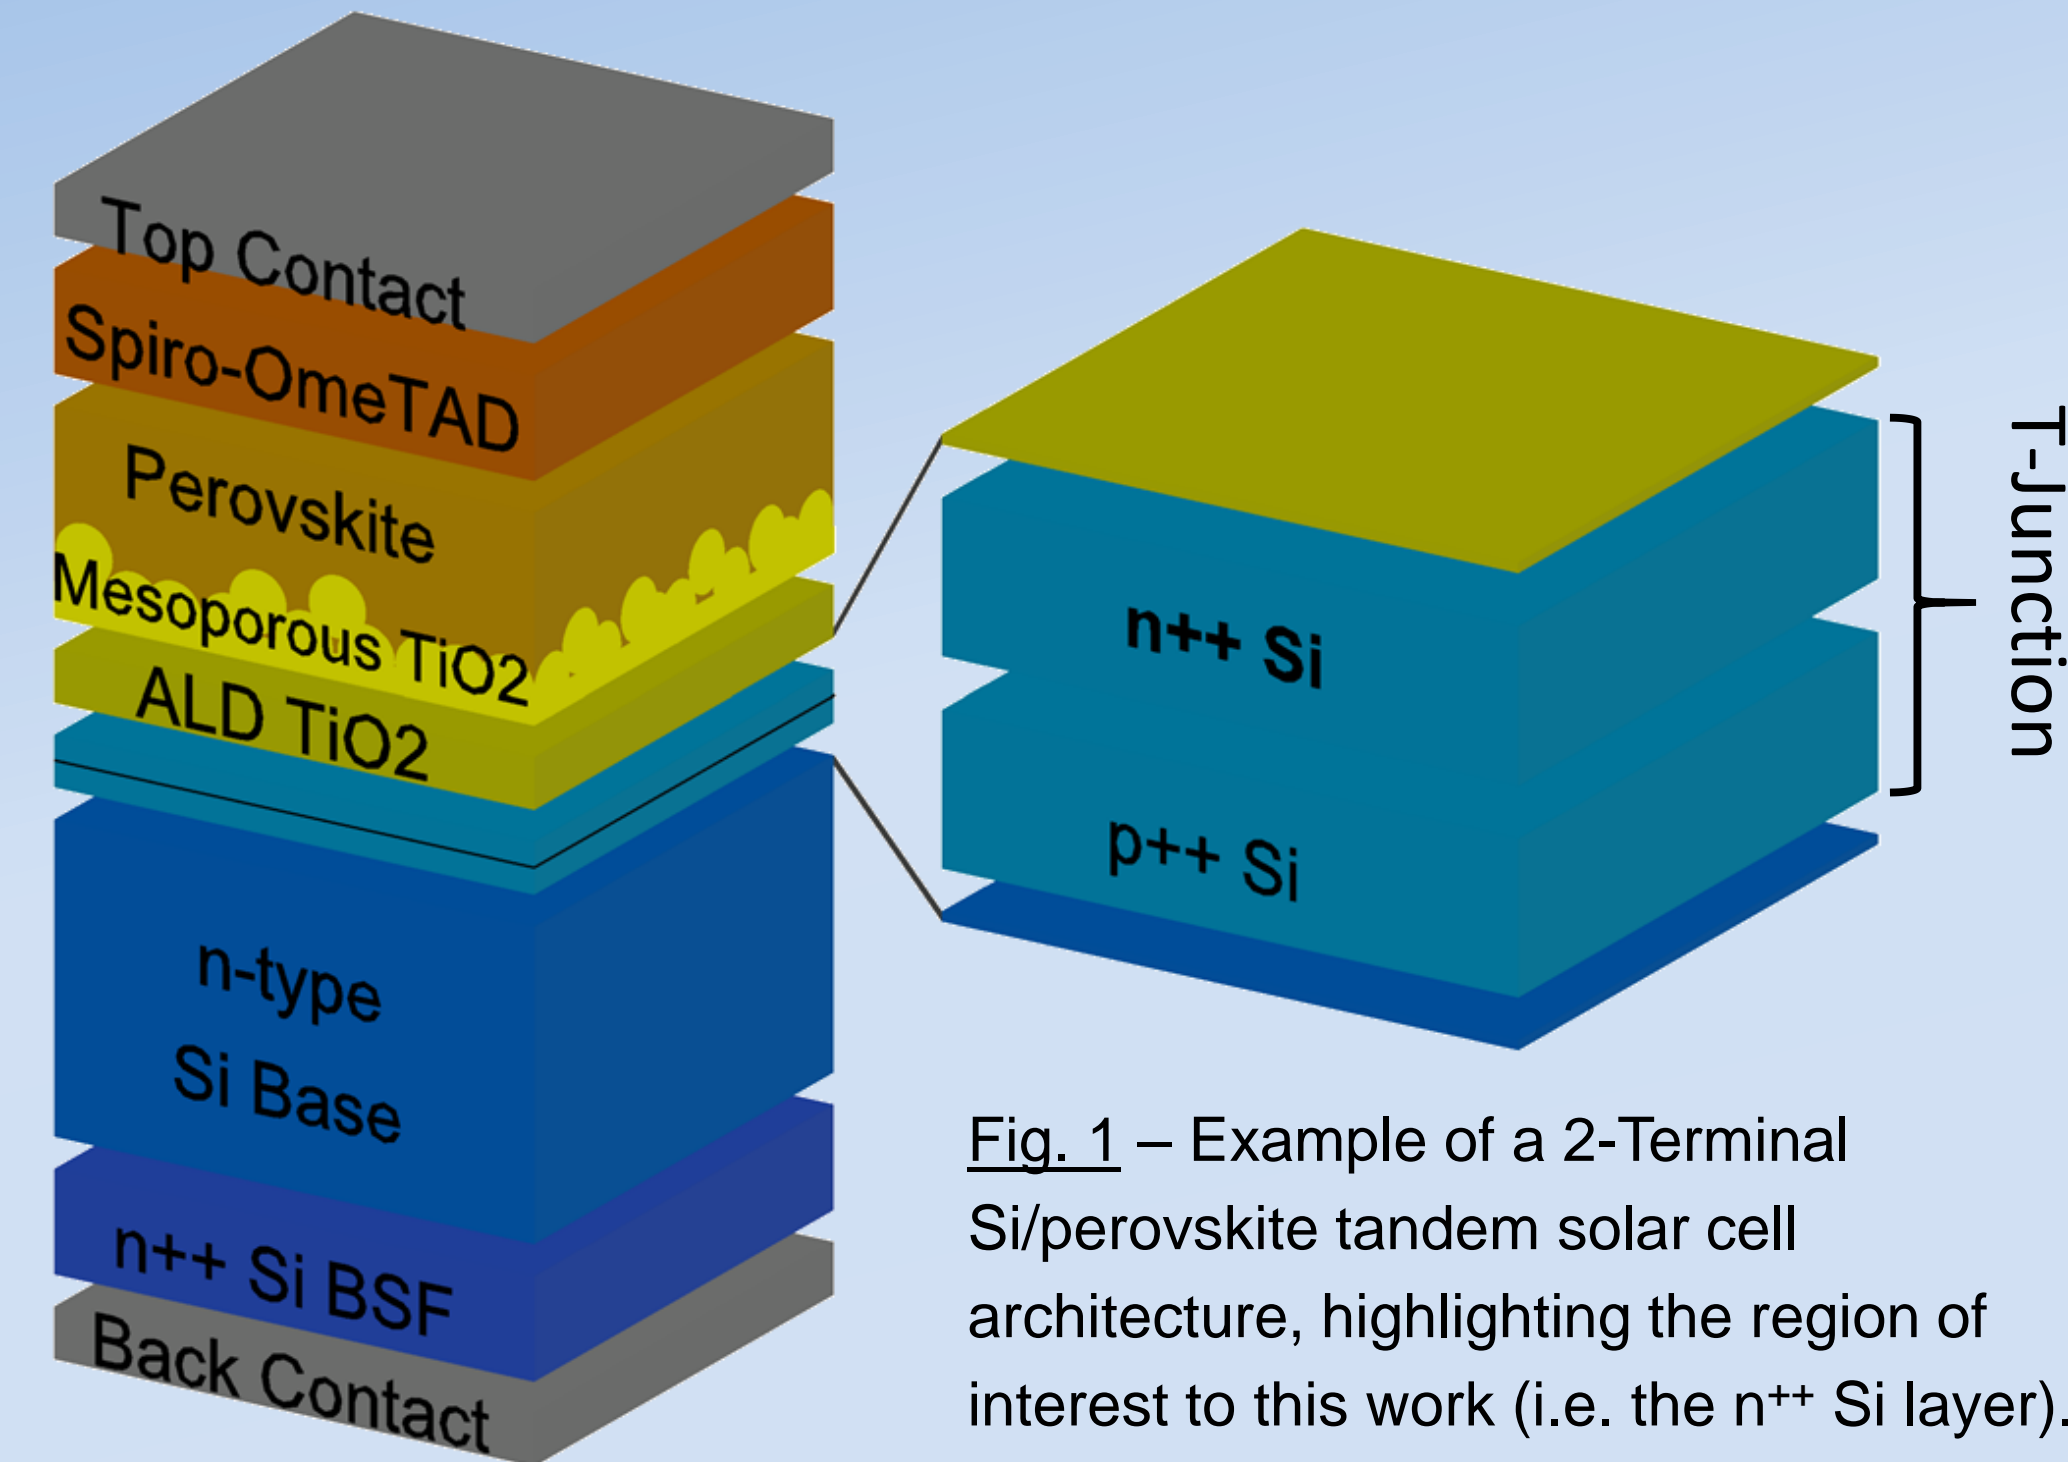 Top Contact
Spiro-OmeTAD
Perovskite
Mesoporous TiO2
ALD TiO2
n-type
Si Base
n++ Si BSF
Back Contact
n++ Si
p++ Si
T-Junction
Fig. 1 – Example of a 2-Terminal
Si/perovskite tandem solar cell
architecture, highlighting the region of
interest to this work (i.e. the n⁺⁺ Si layer).